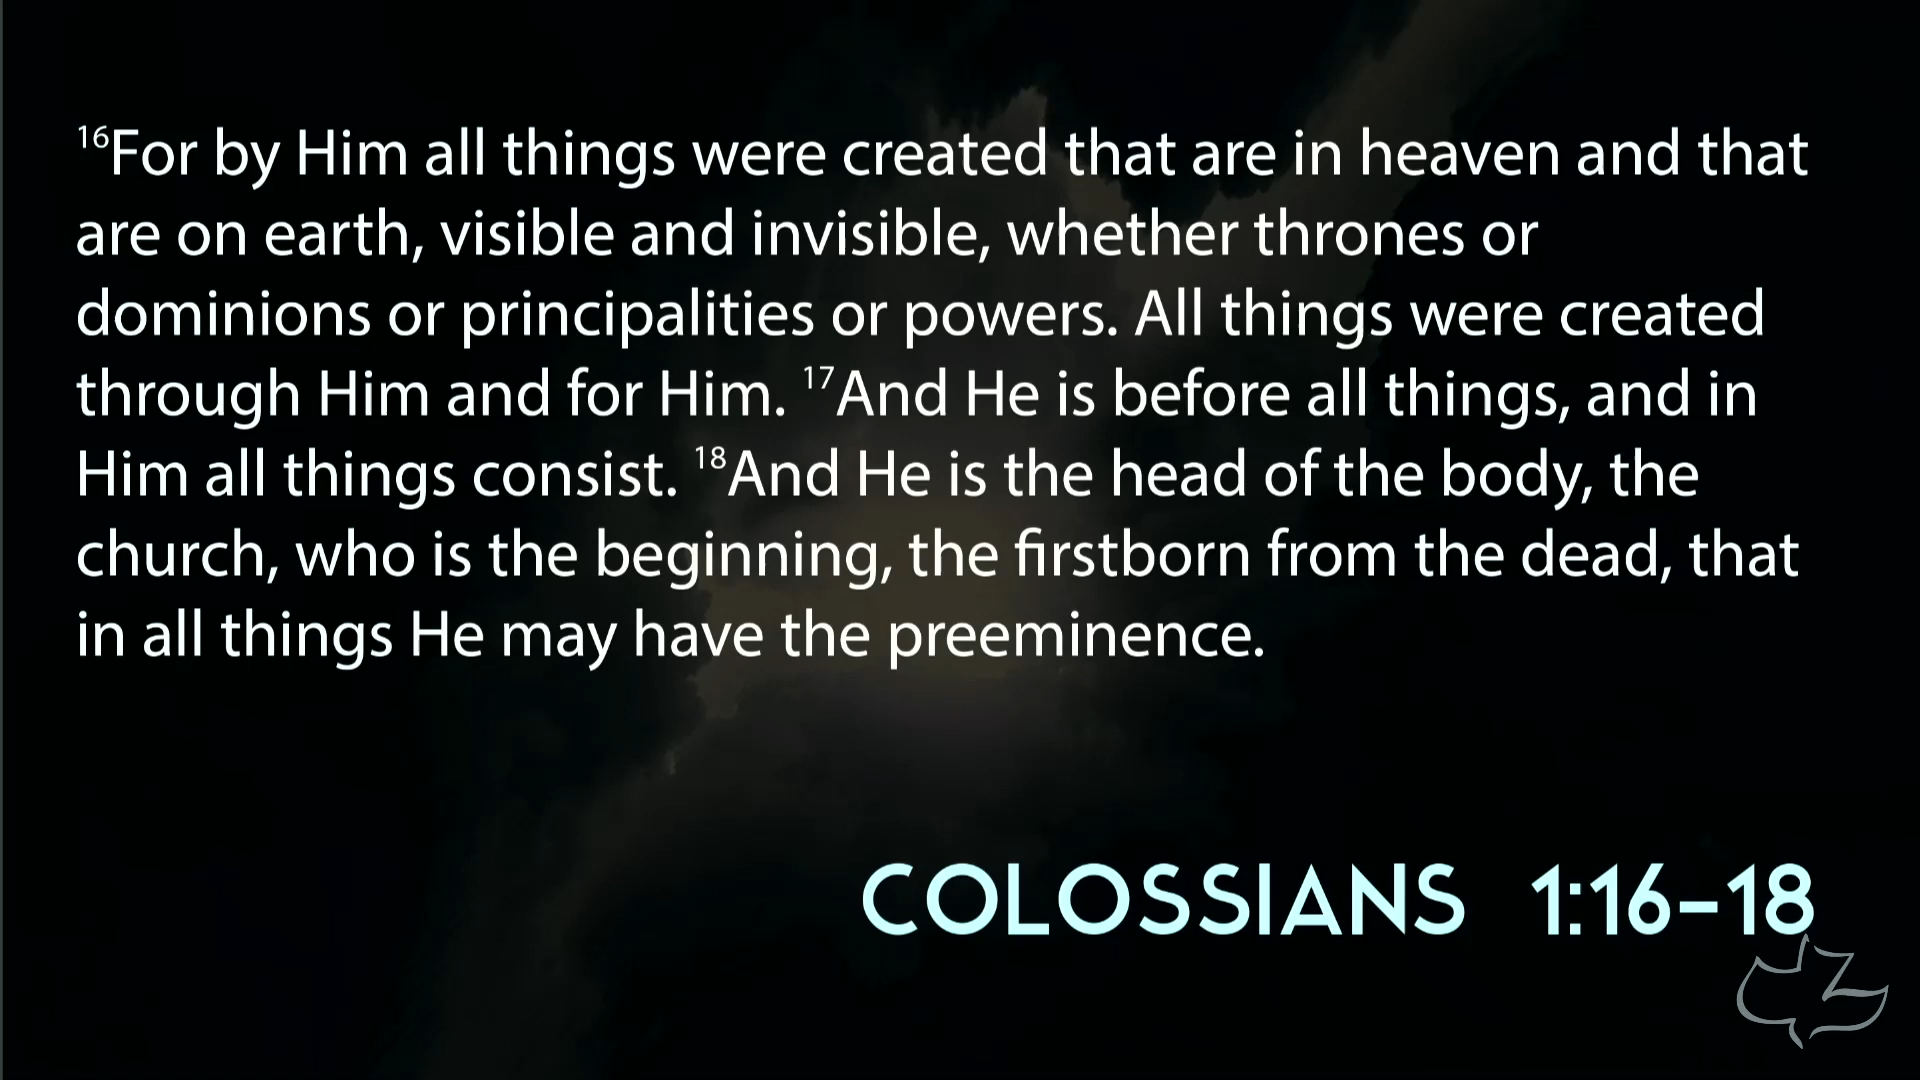 16For by Him all things were created that are in heaven and that
are on earth, visible and invisible, whether thrones or
dominions or principalities or powers. All things were created
through Him and for Him. 17And He is before all things, and in
Him all things consist. 18And He is the head of the body, the
church, who is the beginning, the firstborn from the dead, that
in all things He may have the preeminence.
COLOSSIANS 1:16–18